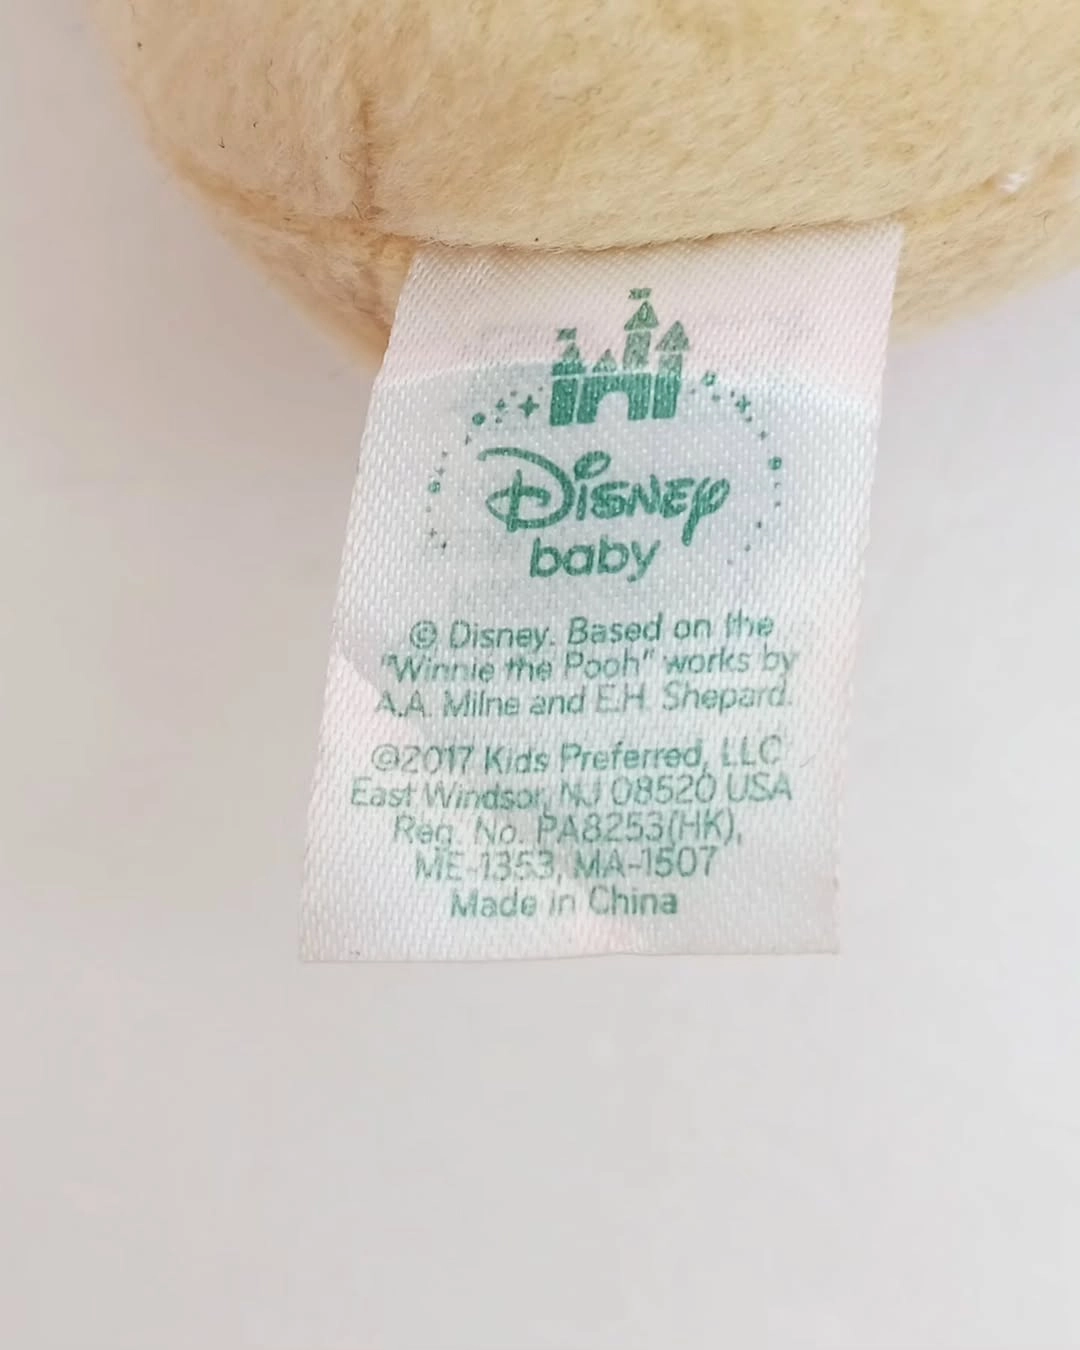 Disney
baby
© Disney. Based on the
"Winnie the Pooh" works by
A.A. Milne and E.H. Shepard.
©2017 Kids Preferred, LLC
East Windsor, NJ 08520 USA
Reg. No. PA8253(HK),
ME-1353, MA-1507
Made in China